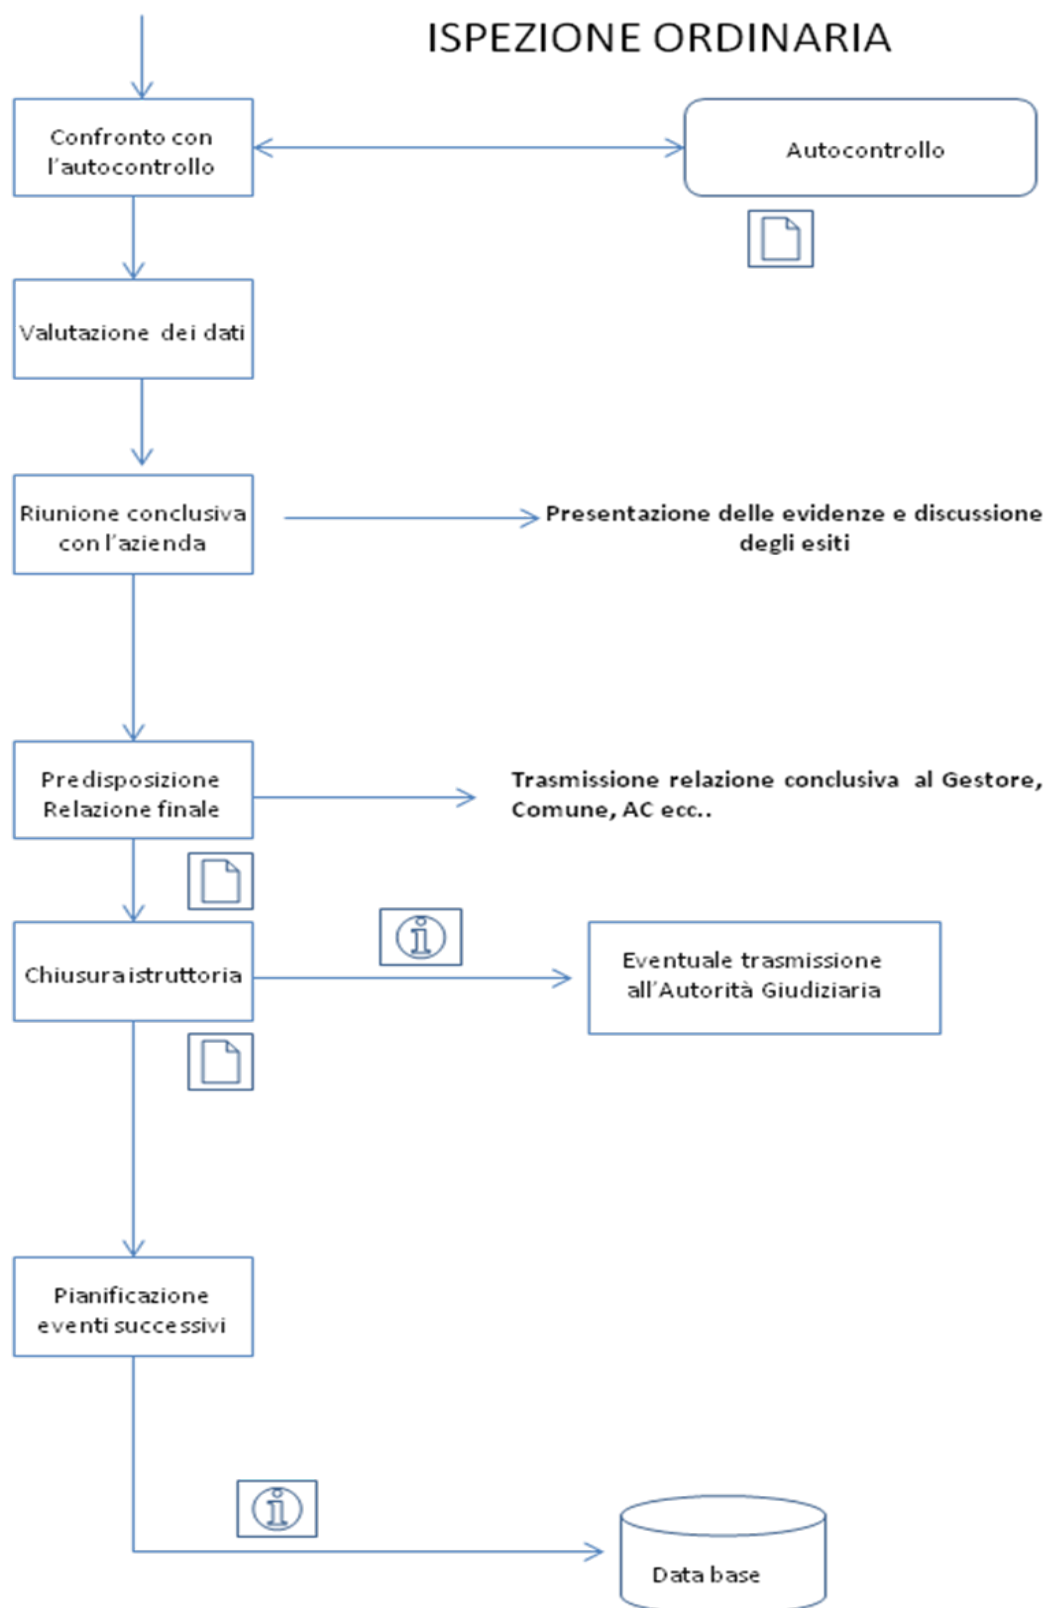 ISPEZIONE ORDINARIA
Confronto con
l'autocontrollo
Autocontrollo
Valutazione dei dati
Riunione conclusiva
con l'azienda
Presentazione delle evidenze e discussione
degli esiti
Predisposizione
Relazione finale
Trasmissione relazione conclusiva al Gestore,
Comune, AC ecc..
Chiusura istruttoria
Eventuale trasmissione
all'Autorità Giudiziaria
Pianificazione
eventi successivi
Data base